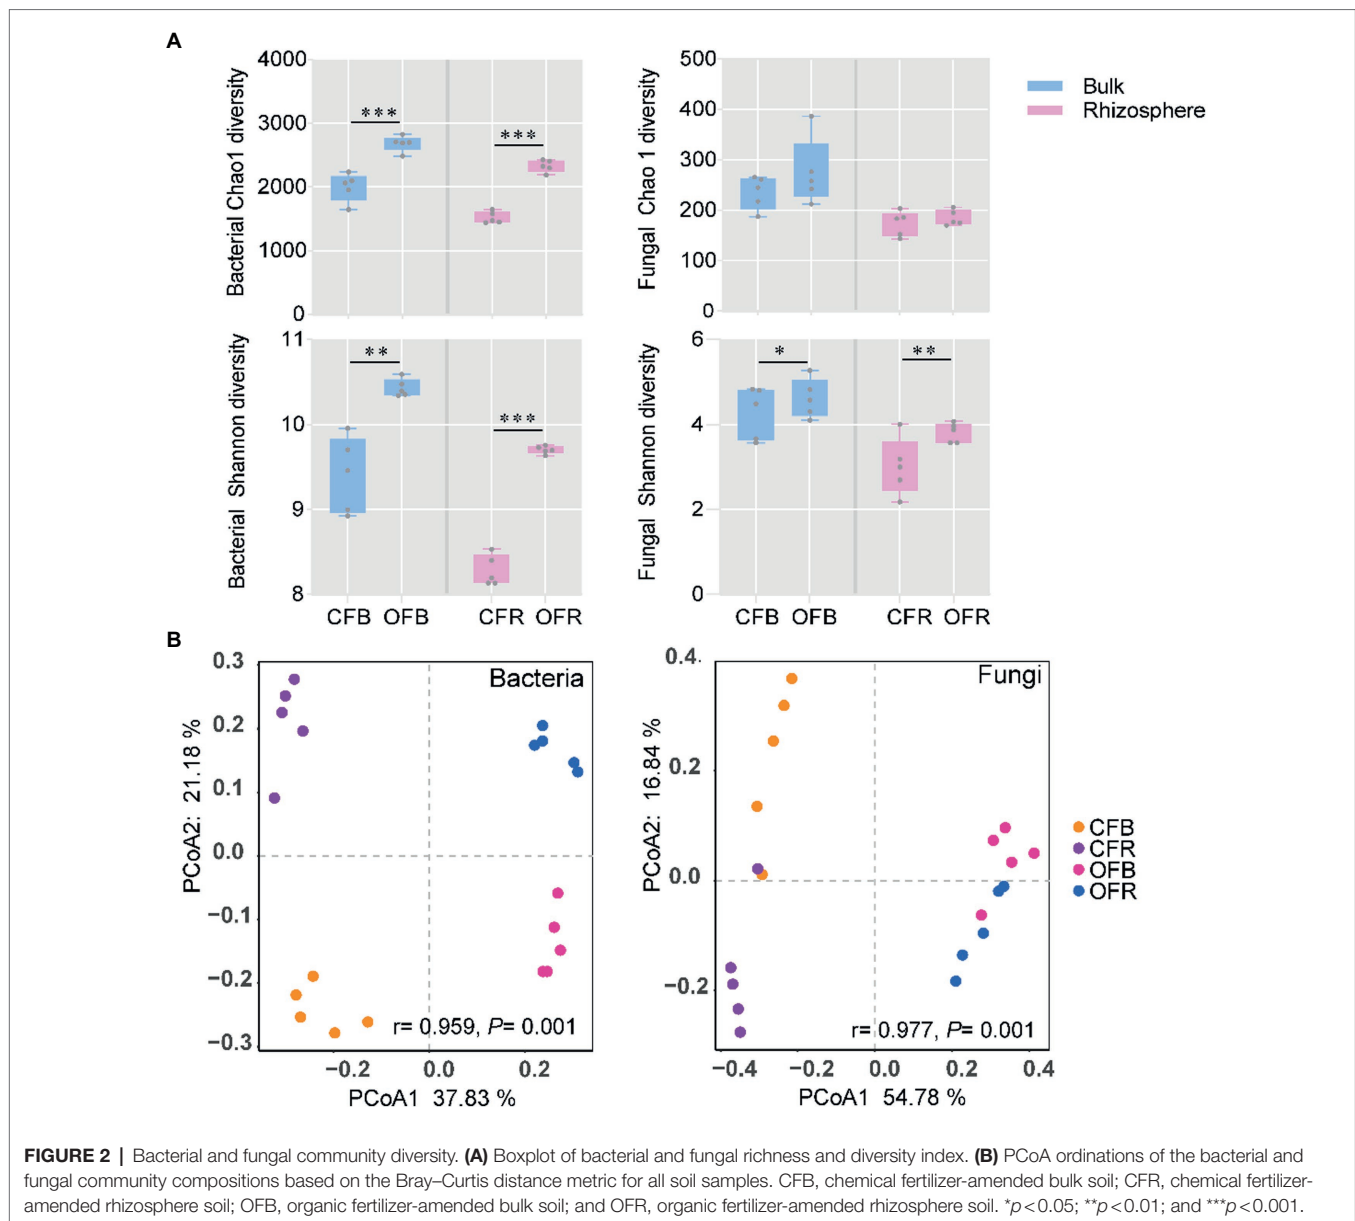 A
4000
3000
2000
1000
0
Bacterial Chao1 diversity
***
***
500
400
300
200
100
0
Fungal Chao 1 diversity
Bulk
Rhizosphere
11
10
9
8
Bacterial Shannon diversity
**
***
CFB OFB CFR OFR
6
4
2
0
Fungal Shannon diversity
*
**
CFB OFB CFR OFR
B
0.3
0.2
0.1
0.0
−0.1
−0.2
−0.3
PCoA2: 21.18 %
Bacteria
r= 0.959, P= 0.001
−0.2 0.0 0.2
PCoA1 37.83 %
0.4.
0.2
0.0
−0.2
PCoA2: 16.84 %
Fungi
r= 0.977, P= 0.001
−0.4 −0.2 0.0 0.2 0.4
PCoA1 54.78 %
CFB
CFR
OFB
OFR
FIGURE 2 | Bacterial and fungal community diversity. (A) Boxplot of bacterial and fungal richness and diversity index. (B) PCoA ordinations of the bacterial and
fungal community compositions based on the Bray–Curtis distance metric for all soil samples. CFB, chemical fertilizer-amended bulk soil; CFR, chemical fertilizer-
amended rhizosphere soil; OFB, organic fertilizer-amended bulk soil; and OFR, organic fertilizer-amended rhizosphere soil. *p<0.05; **p<0.01; and ***p<0.001.